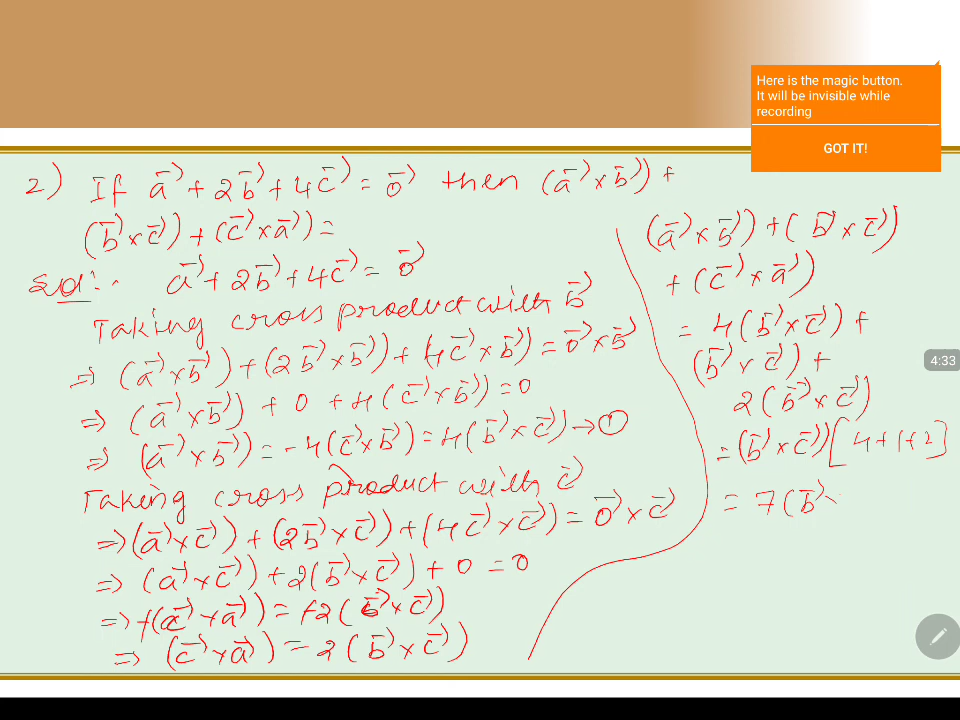 Here is the magic button.
It will be invisible while
recording
GOT IT!
2) If a⃗ + 2b⃗ + 4c⃗ = 0⃗ then (a⃗ × b⃗) +
(b⃗ × c⃗) + (c⃗ × a⃗) =
Sol:- a⃗ + 2b⃗ + 4c⃗ = 0⃗
Taking cross product with b⃗
⇒ (a⃗ × b⃗) + (2b⃗ × b⃗) + (4c⃗ × b⃗) = 0⃗ × b⃗
⇒ (a⃗ × b⃗) + 0 + 4(c⃗ × b⃗) = 0
⇒ (a⃗ × b⃗) = -4(c⃗ × b⃗) = 4(b⃗ × c⃗) → ①
Taking cross product with c⃗
⇒ (a⃗ × c⃗) + (2b⃗ × c⃗) + (4c⃗ × c⃗) = 0⃗ × c⃗
⇒ (a⃗ × c⃗) + 2(b⃗ × c⃗) + 0 = 0
⇒ -(c⃗ × a⃗) = -2(b⃗ × c⃗)
⇒ (c⃗ × a⃗) = 2(b⃗ × c⃗)
(a⃗ × b⃗) + (b⃗ × c⃗)
+ (c⃗ × a⃗)
= 4(b⃗ × c⃗) +
(b⃗ × c⃗) +
2(b⃗ × c⃗)
= (b⃗ × c⃗)[4+1+2]
= 7(b⃗
4:33